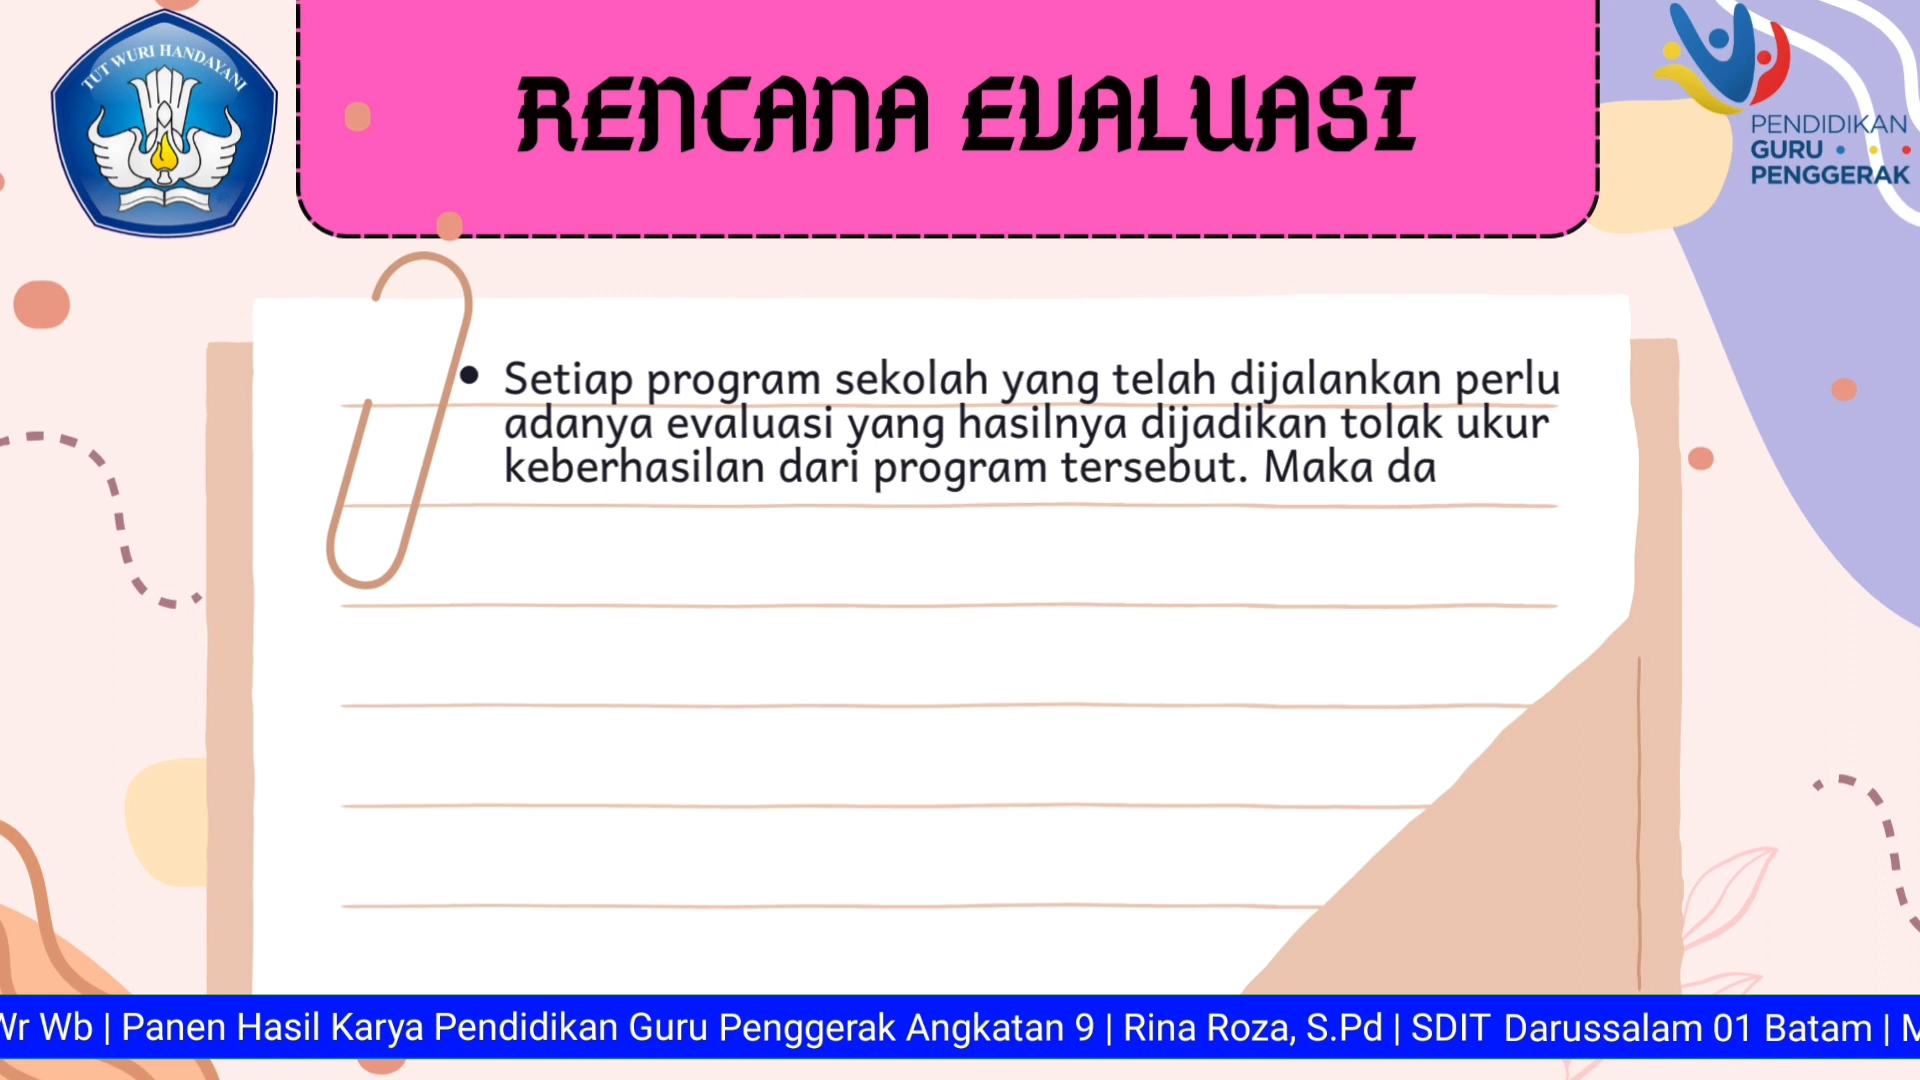 TUT WURI HANDAYANI
RENCANA EVALUASI
PENDIDIKAN
GURU
PENGGERAK
• Setiap program sekolah yang telah dijalankan perlu
adanya evaluasi yang hasilnya dijadikan tolak ukur
keberhasilan dari program tersebut. Maka da
Wr Wb | Panen Hasil Karya Pendidikan Guru Penggerak Angkatan 9 | Rina Roza, S.Pd | SDIT Darussalam 01 Batam | M